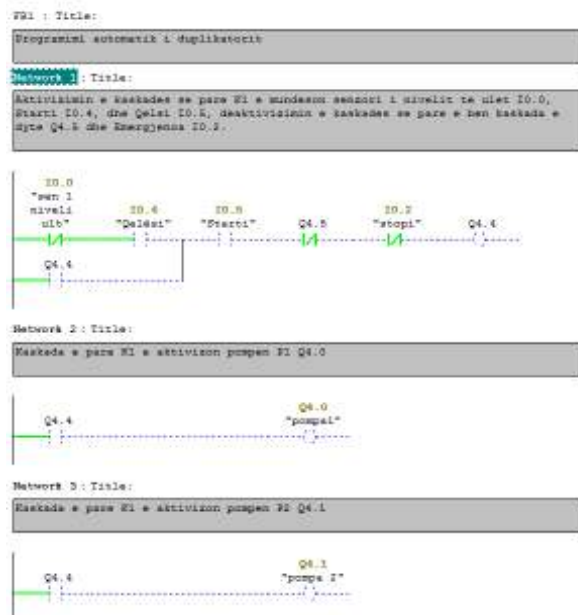 FB1 : Title:
Programimi automatik i duplikatorit
Network 1: Title:
Aktivizimin e kaskades se pare K1 e mundeson sensori i nivelit te ulet I0.0,
Starti I0.4, dhe Qelsi I0.5, deaktivizimin e kaskades se pare e ben kaskada e
dyte Q4.5 dhe Emergjenca I0.2.
I0.0
"sen 1
niveli
ult"
I0.4
"Qelësi"
I0.5
"Starti"
Q4.5
I0.2
"stopi"
Q4.4
Q4.4
Network 2: Title:
Kaskada e pare K1 e aktivizon pompen P1 Q4.0
Q4.4
Q4.0
"pompa1"
Network 3: Title:
Kaskada e pare K1 e aktivizon pompen P2 Q4.1
Q4.4
Q4.1
"pompa 2"